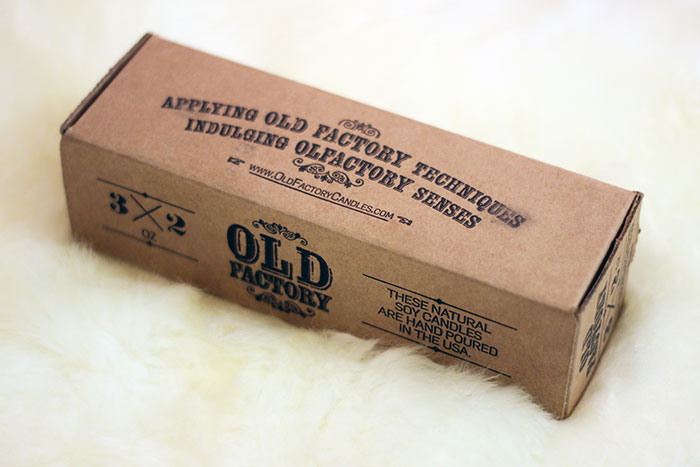 APPLYING OLD FACTORY TECHNIQUES
INDULGING OLFACTORY SENSES
WWW.OLDFACTORYCANDLES.COM
3 X 2
OZ.
OLD
FACTORY
THESE NATURAL
SOY CANDLES
ARE HAND POURED
IN THE USA.